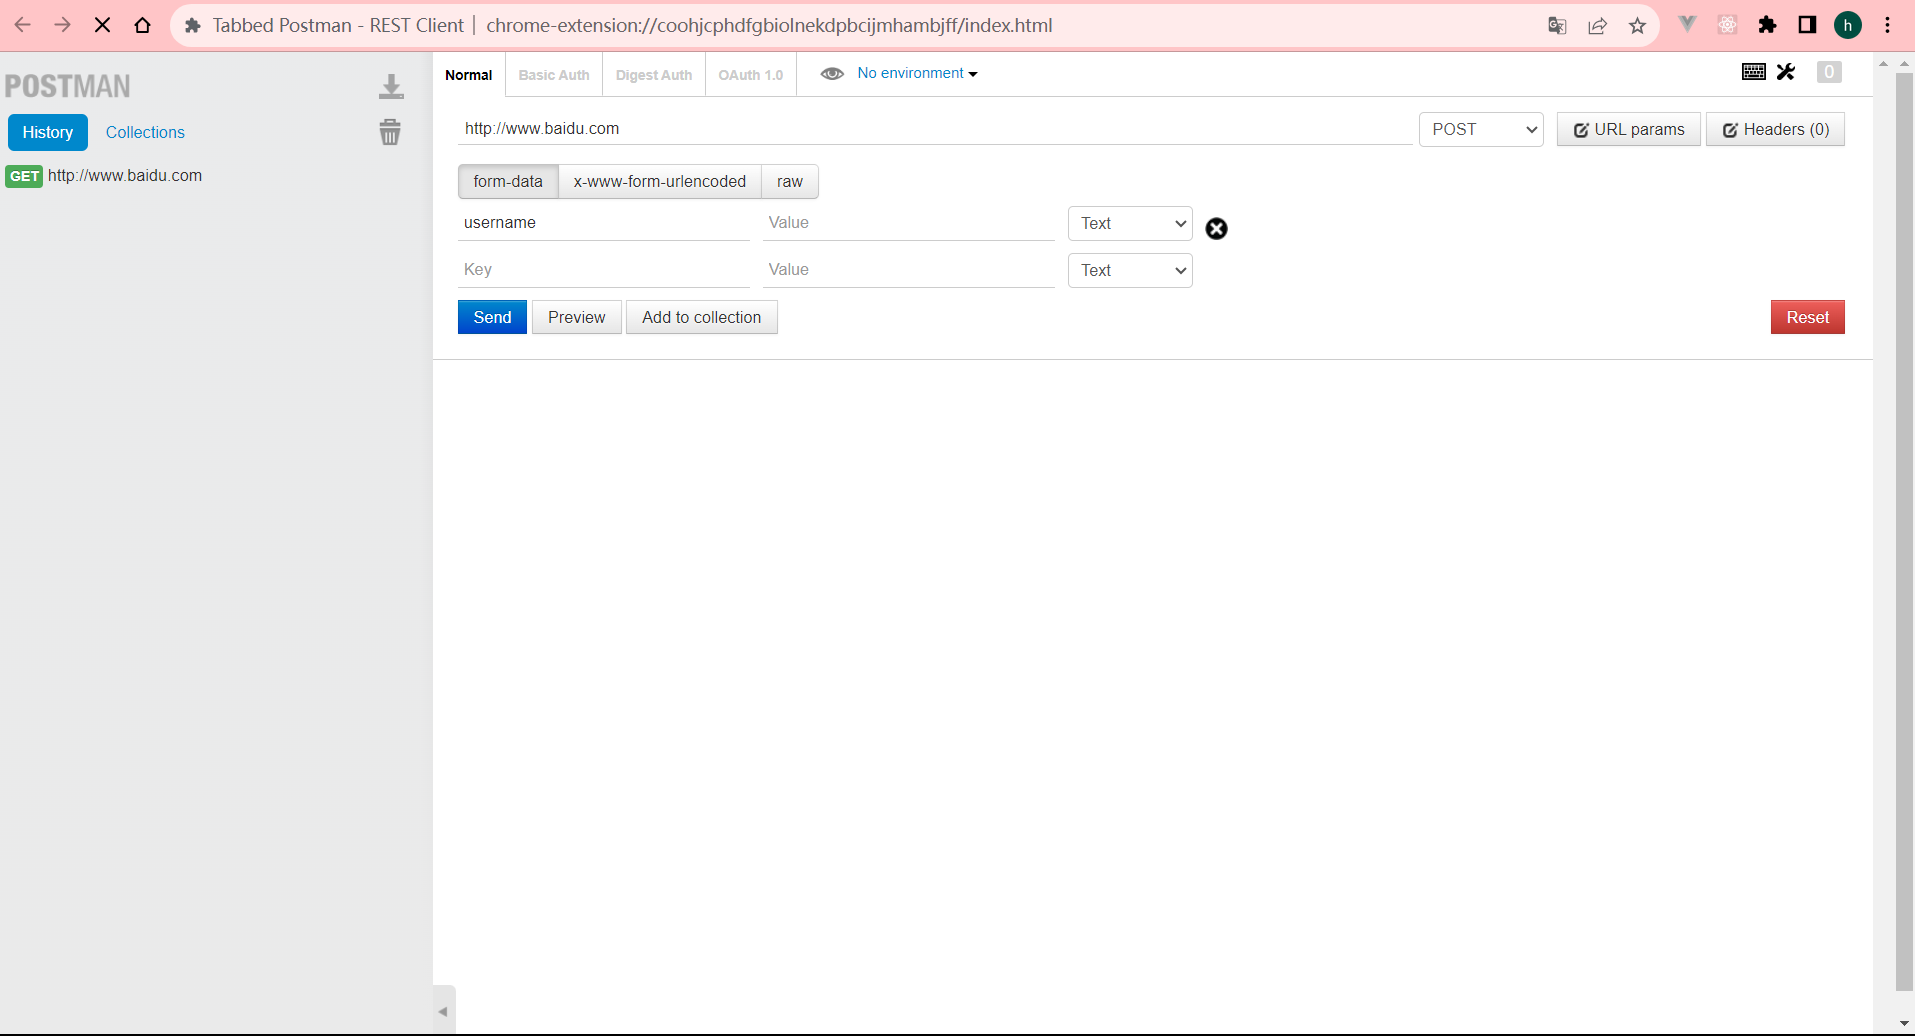 Tabbed Postman - REST Client | chrome-extension://coohjcphdfgbiolnekdpbcijmhambjff/index.html
h
POSTMAN
History Collections
GET http://www.baidu.com
Normal Basic Auth Digest Auth OAuth 1.0 No environment 0
http://www.baidu.com POST URL params Headers (0)
form-data x-www-form-urlencoded raw
username Value Text
Key Value Text
Send Preview Add to collection Reset